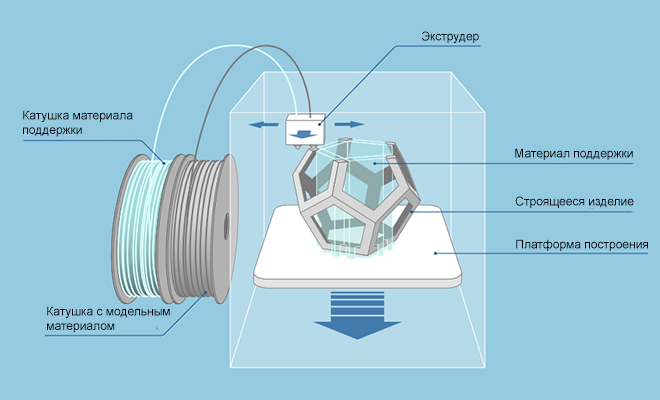 Экструдер
Катушка материала
поддержки
Материал поддержки
Строящееся изделие
Платформа построения
Катушка с модельным
материалом